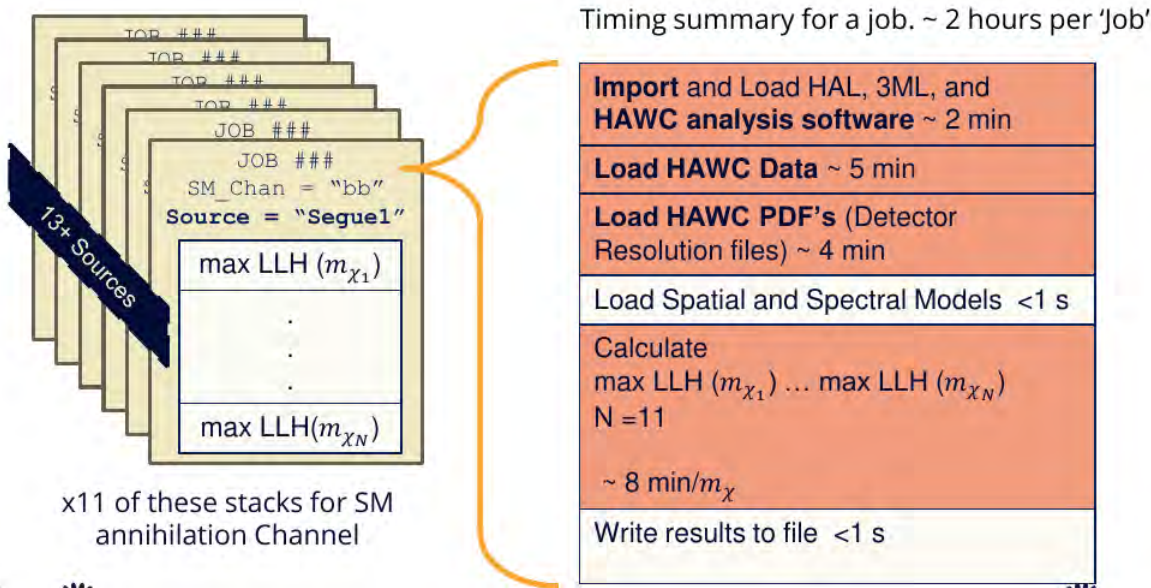 Timing summary for a job. ~ 2 hours per ‘Job’
JOB ###
JOB ###
JOB ###
JOB ###
JOB ###
JOB ###
SM_Chan = “bb”
Source = “Segue1”
13+ Sources
max LLH (m_χ₁)
.
.
.
max LLH(m_χ_N)
x11 of these stacks for SM
annihilation Channel
Import and Load HAL, 3ML, and
HAWC analysis software ~ 2 min
Load HAWC Data ~ 5 min
Load HAWC PDF's (Detector
Resolution files) ~ 4 min
Load Spatial and Spectral Models <1 s
Calculate
max LLH (m_χ₁) … max LLH (m_χ_N)
N =11
~ 8 min/m_χ
Write results to file <1 s